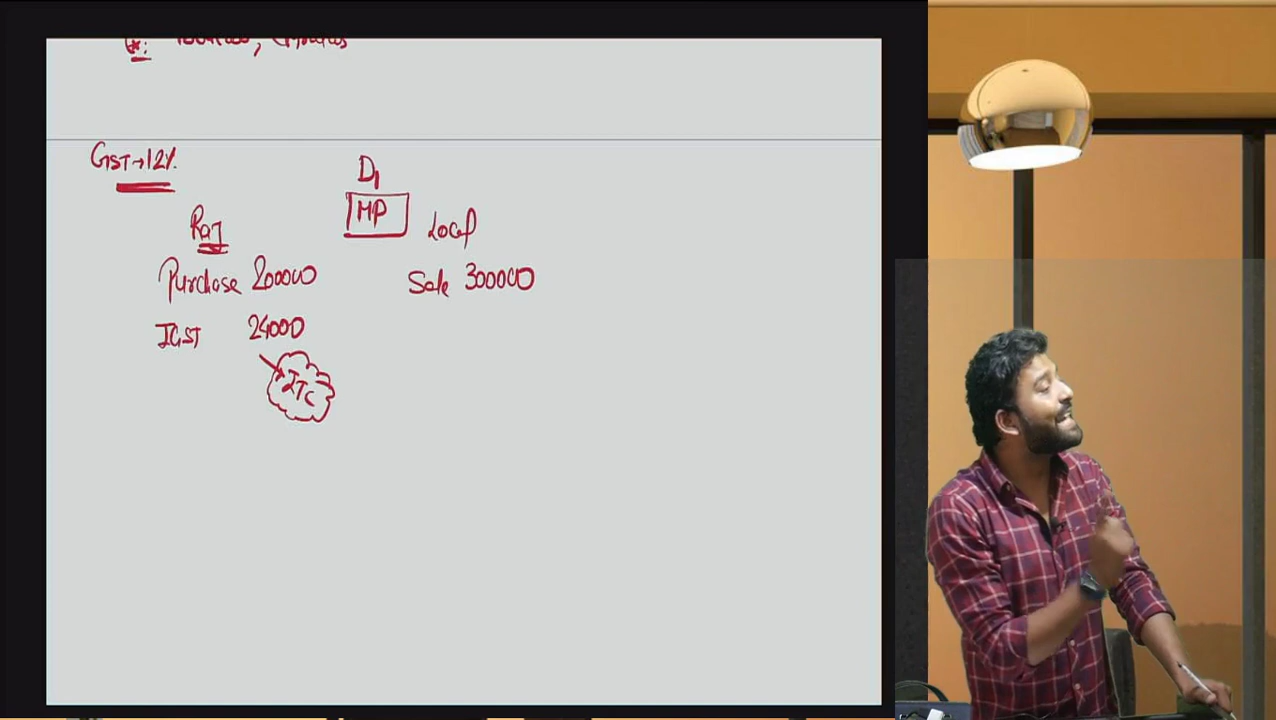 GST→12%
D1
MP
Raj
Local
Purchase 200000
Sale 300000
IGST 24000
ITC